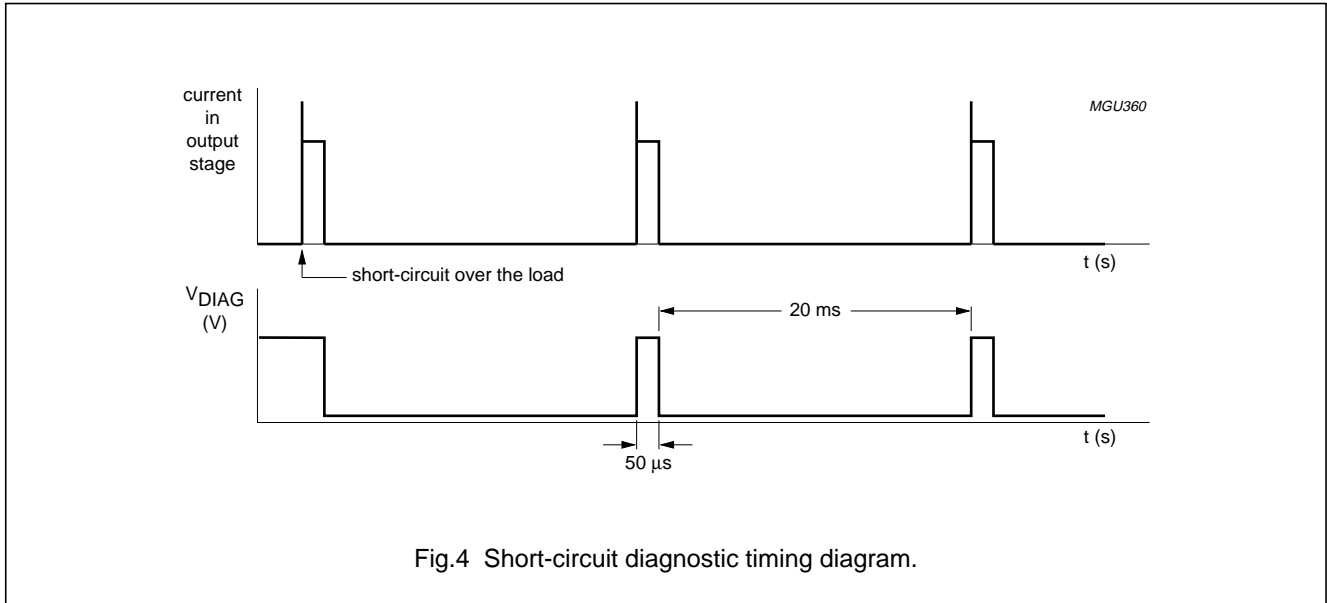 current
in
output
stage
MGU360
t (s)
short-circuit over the load
VDIAG
(V)
20 ms
t (s)
50 µs
Fig.4 Short-circuit diagnostic timing diagram.